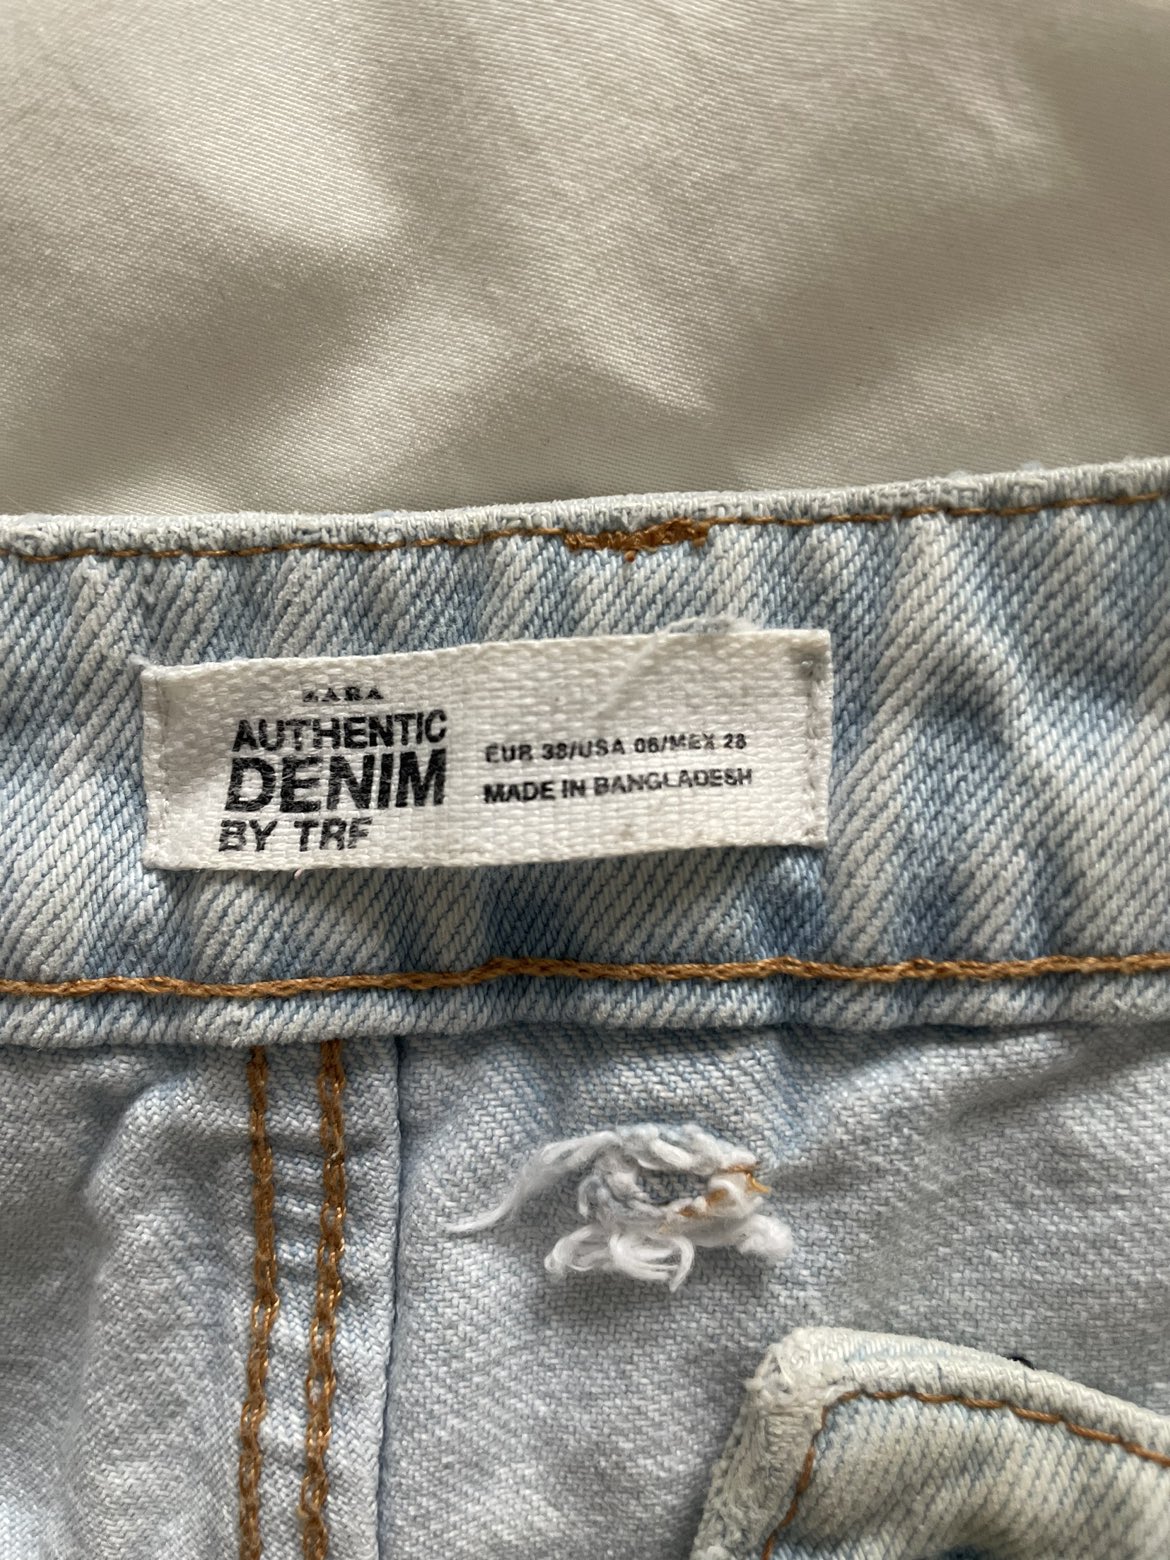 ZARA
AUTHENTIC
DENIM
BY TRF
EUR 38/USA 06/MEX 28
MADE IN BANGLADESH